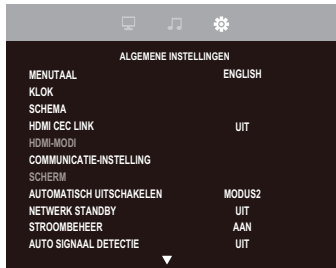 ALGEMENE INSTELLINGEN
MENUTAAL ENGLISH
KLOK
SCHEMA
HDMI CEC LINK UIT
HDMI-MODI
COMMUNICATIE-INSTELLING
SCHERM
AUTOMATISCH UITSCHAKELEN MODUS2
NETWERK STANDBY UIT
STROOMBEHEER AAN
AUTO SIGNAAL DETECTIE UIT